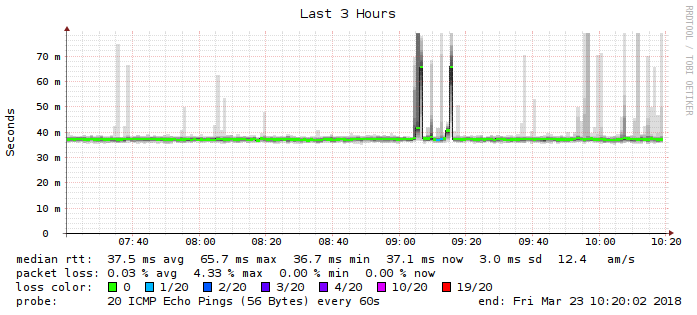 Last 3 Hours
RRDTOOL / TOBI OETIKER
Seconds
70 m
60 m
50 m
40 m
30 m
20 m
10 m
0
07:40 08:00 08:20 08:40 09:00 09:20 09:40 10:00 10:20
median rtt: 37.5 ms avg 65.7 ms max 36.7 ms min 37.1 ms now 3.0 ms sd 12.4 am/s
packet loss: 0.03 % avg 4.33 % max 0.00 % min 0.00 % now
loss color: 0 1/20 2/20 3/20 4/20 10/20 19/20
probe: 20 ICMP Echo Pings (56 Bytes) every 60s end: Fri Mar 23 10:20:02 2018